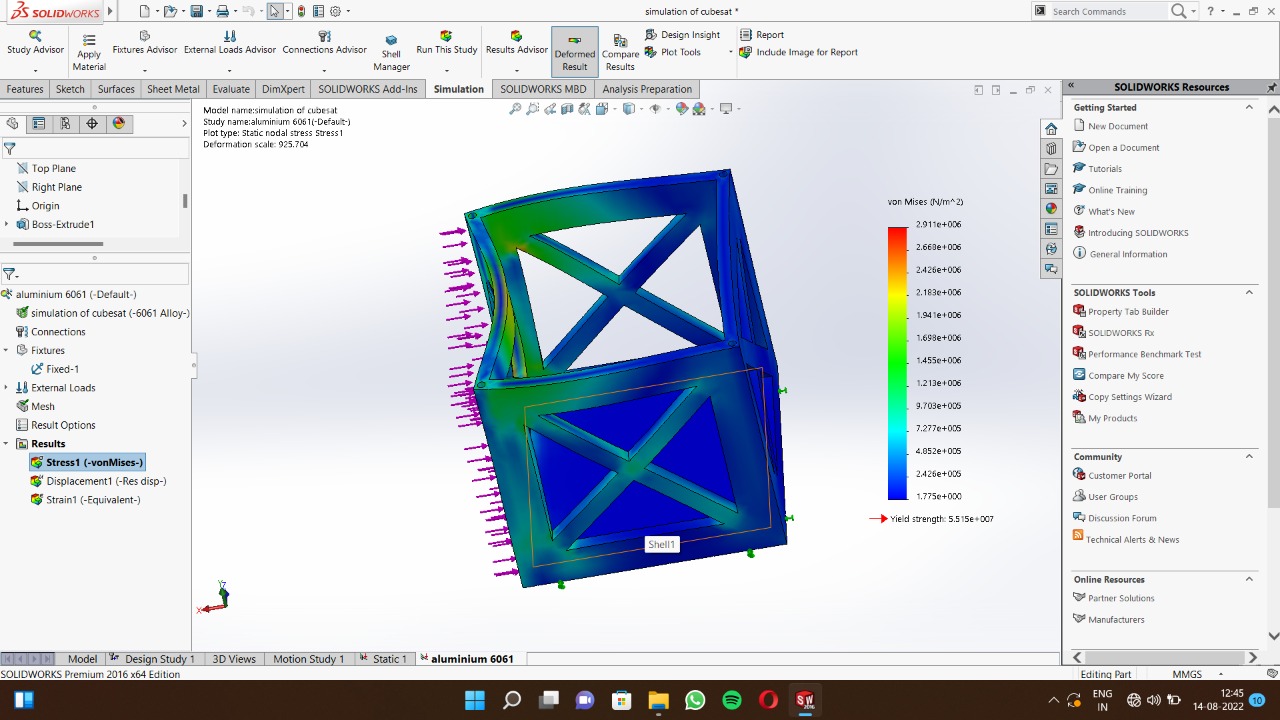 SOLIDWORKS
simulation of cubesat *
Search Commands
Study Advisor
Apply Material
Fixtures Advisor
External Loads Advisor
Connections Advisor
Shell Manager
Run This Study
Results Advisor
Deformed Result
Compare Results
Design Insight
Plot Tools
Report
Include Image for Report
Features Sketch Surfaces Sheet Metal Evaluate DimXpert SOLIDWORKS Add-Ins Simulation SOLIDWORKS MBD Analysis Preparation
Top Plane
Right Plane
Origin
Boss-Extrude1
aluminium 6061 (-Default-)
simulation of cubesat (-6061 Alloy-)
Connections
Fixtures
Fixed-1
External Loads
Mesh
Result Options
Results
Stress1 (-vonMises-)
Displacement1 (-Res disp-)
Strain1 (-Equivalent-)
Model name:simulation of cubesat
Study name:aluminium 6061(-Default-)
Plot type: Static nodal stress Stress1
Deformation scale: 925.704
von Mises (N/m^2)
2.911e+006
2.668e+006
2.426e+006
2.183e+006
1.941e+006
1.698e+006
1.455e+006
1.213e+006
9.703e+005
7.277e+005
4.852e+005
2.426e+005
1.775e+000
Yield strength: 5.515e+007
Shell1
Y
X
SOLIDWORKS Resources
Getting Started
New Document
Open a Document
Tutorials
Online Training
What's New
Introducing SOLIDWORKS
General Information
SOLIDWORKS Tools
Property Tab Builder
SOLIDWORKS Rx
Performance Benchmark Test
Compare My Score
Copy Settings Wizard
My Products
Community
Customer Portal
User Groups
Discussion Forum
Technical Alerts & News
Online Resources
Partner Solutions
Manufacturers
Model Design Study 1 3D Views Motion Study 1 Static 1 aluminium 6061
SOLIDWORKS Premium 2016 x64 Edition
Editing Part
MMGS
ENG
IN
12:45
14-08-2022
10